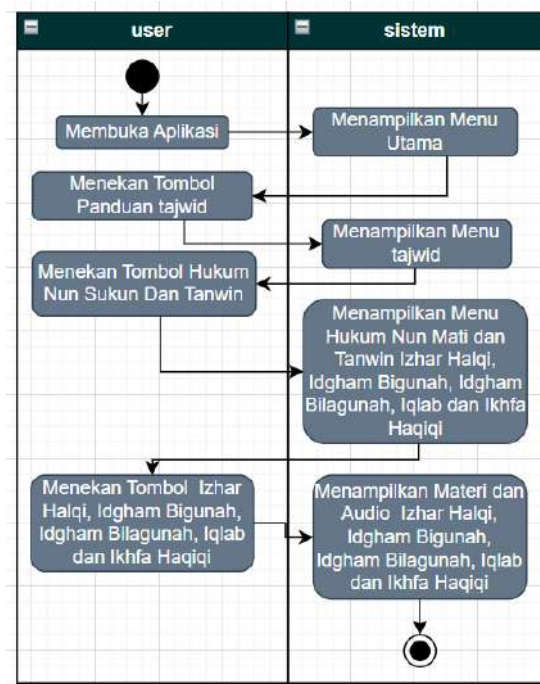 user
sistem
Membuka Aplikasi
Menampilkan Menu
Utama
Menekan Tombol
Panduan tajwid
Menampilkan Menu
tajwid
Menekan Tombol Hukum
Nun Sukun Dan Tanwin
Menampilkan Menu
Hukum Nun Mati dan
Tanwin Izhar Halqi,
Idgham Bigunah, Idgham
Bilagunah, Iqlab dan Ikhfa
Haqiqi
Menekan Tombol Izhar
Halqi, Idgham Bigunah,
Idgham Bilagunah, Iqlab
dan Ikhfa Haqiqi
Menampilkan Materi dan
Audio Izhar Halqi,
Idgham Bigunah,
Idgham Bilagunah, Iqlab
dan Ikhfa Haqiqi